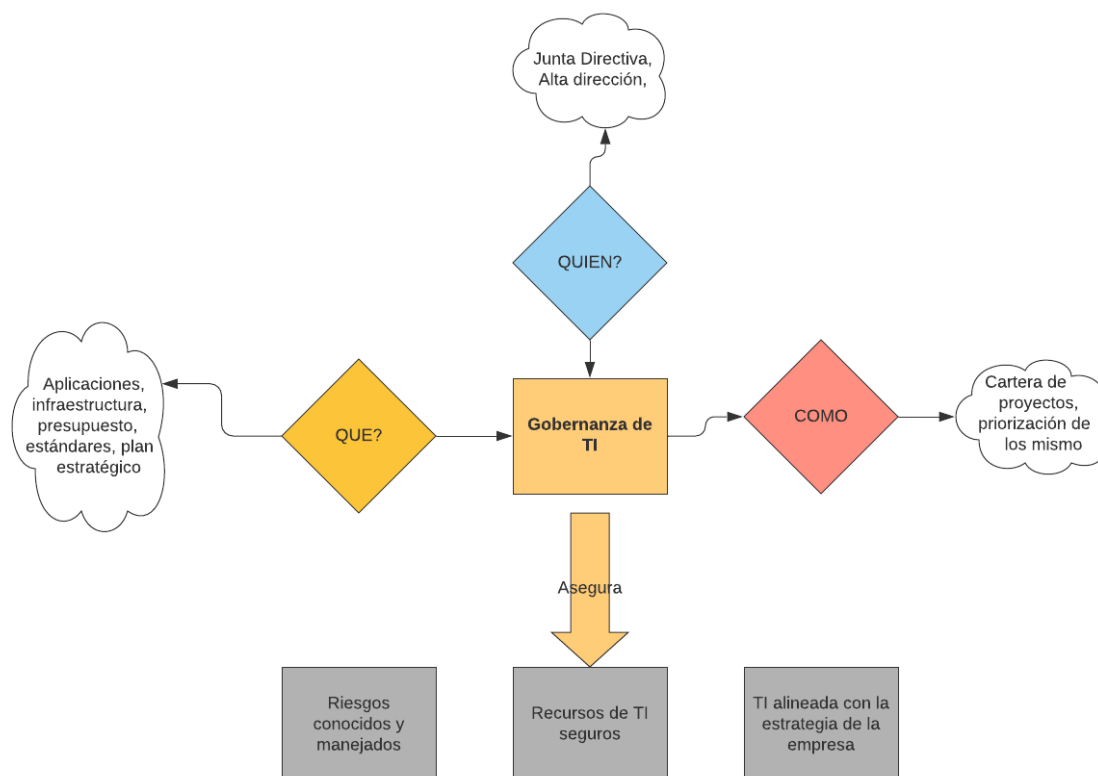 Junta Directiva,
Alta dirección,
QUIEN?
Aplicaciones,
infraestructura,
presupuesto,
estándares, plan
estratégico
QUE?
Gobernanza de
TI
COMO
Cartera de
proyectos,
priorización de
los mismo
Asegura
Riesgos
conocidos y
manejados
Recursos de TI
seguros
TI alineada con la
estrategia de la
empresa